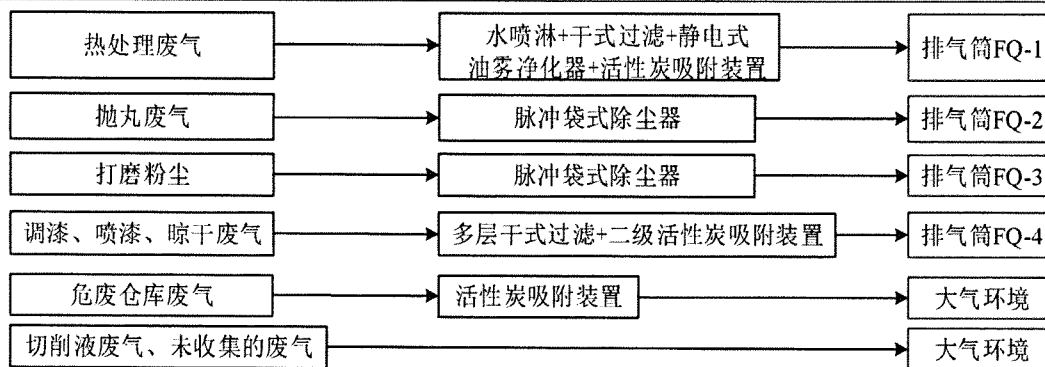 热处理废气
水喷淋+干式过滤+静电式
油雾净化器+活性炭吸附装置
排气筒FQ-1
抛丸废气
脉冲袋式除尘器
排气筒FQ-2
打磨粉尘
脉冲袋式除尘器
排气筒FQ-3
调漆、喷漆、晾干废气
多层干式过滤+二级活性炭吸附装置
排气筒FQ-4
危废仓库废气
活性炭吸附装置
大气环境
切削液废气、未收集的废气
大气环境